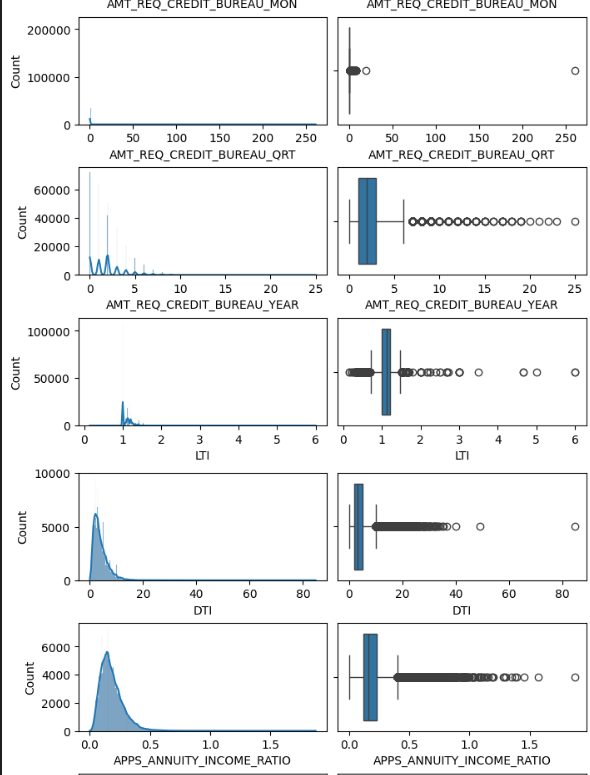 AMT_REQ_CREDIT_BUREAU_MON AMT_REQ_CREDIT_BUREAU_MON
200000
100000
0
Count
0 50 100 150 200 250 0 50 100 150 200 250
AMT_REQ_CREDIT_BUREAU_QRT AMT_REQ_CREDIT_BUREAU_QRT
60000
40000
20000
0
Count
0 5 10 15 20 25 0 5 10 15 20 25
AMT_REQ_CREDIT_BUREAU_YEAR AMT_REQ_CREDIT_BUREAU_YEAR
100000
50000
0
Count
0 1 2 3 4 5 6 0 1 2 3 4 5 6
LTI LTI
10000
5000
0
Count
0 20 40 60 80 0 20 40 60 80
DTI DTI
6000
4000
2000
0
Count
0.0 0.5 1.0 1.5 0.0 0.5 1.0 1.5
APPS_ANNUITY_INCOME_RATIO APPS_ANNUITY_INCOME_RATIO